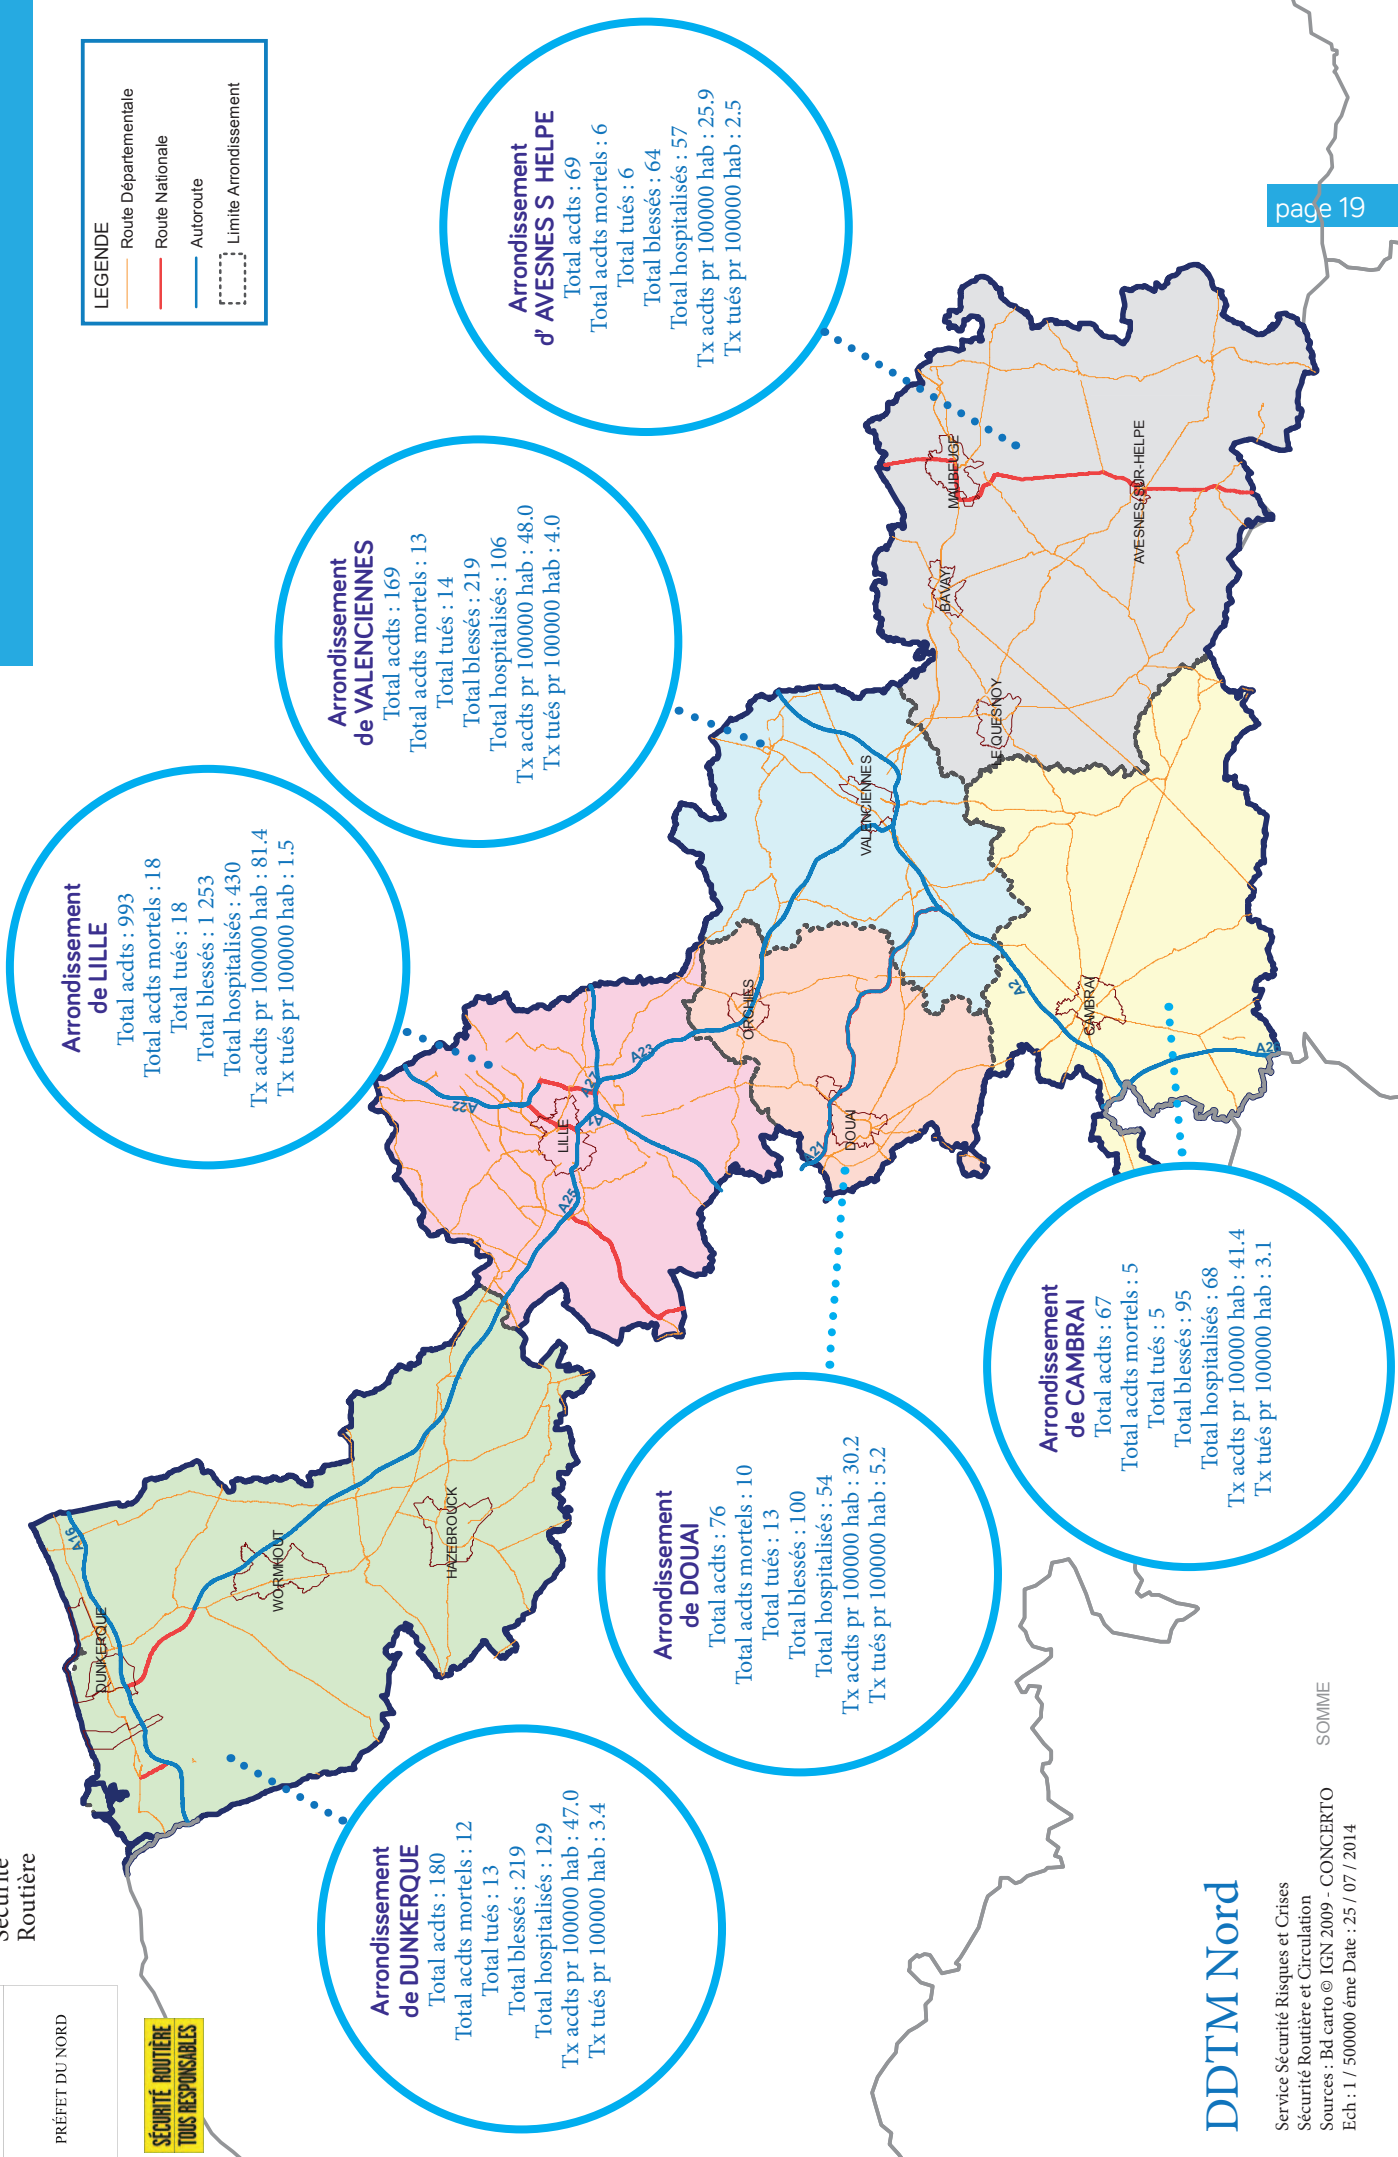 Sécurité
Routière
PRÉFET DU NORD
SÉCURITÉ ROUTIÈRE
TOUS RESPONSABLES
LEGENDE
Route Départementale
Route Nationale
Autoroute
Limite Arrondissement
Arrondissement
de LILLE
Total acdts : 993
Total acdts mortels : 18
Total tués : 18
Total blessés : 1 253
Total hospitalisés : 430
Tx acdts pr 100000 hab : 81.4
Tx tués pr 100000 hab : 1.5
Arrondissement
de VALENCIENNES
Total acdts : 169
Total acdts mortels : 13
Total tués : 14
Total blessés : 219
Total hospitalisés : 106
Tx acdts pr 100000 hab : 48.0
Tx tués pr 100000 hab : 4.0
Arrondissement
d' AVESNES S HELPE
Total acdts : 69
Total acdts mortels : 6
Total tués : 6
Total blessés : 64
Total hospitalisés : 57
Tx acdts pr 100000 hab : 25.9
Tx tués pr 100000 hab : 2.5
Arrondissement
de DUNKERQUE
Total acdts : 180
Total acdts mortels : 12
Total tués : 13
Total blessés : 219
Total hospitalisés : 129
Tx acdts pr 100000 hab : 47.0
Tx tués pr 100000 hab : 3.4
Arrondissement
de DOUAI
Total acdts : 76
Total acdts mortels : 10
Total tués : 13
Total blessés : 100
Total hospitalisés : 54
Tx acdts pr 100000 hab : 30.2
Tx tués pr 100000 hab : 5.2
Arrondissement
de CAMBRAI
Total acdts : 67
Total acdts mortels : 5
Total tués : 5
Total blessés : 95
Total hospitalisés : 68
Tx acdts pr 100000 hab : 41.4
Tx tués pr 100000 hab : 3.1
DUNKERQUE
A16
WORMHOUT
HAZEBROUCK
A25
LILLE
A22
A27
A1
A23
ORCHIES
A21
DOUAI
VALENCIENNES
A2
CAMBRAI
A2
LE QUESNOY
BAVAY
MAUBEUGE
AVESNES-SUR-HELPE
SOMME
DDTM Nord
Service Sécurité Risques et Crises
Sécurité Routière et Circulation
Sources : Bd carto © IGN 2009 - CONCERTO
Ech : 1 / 500000 éme Date : 25 / 07 / 2014
page 19